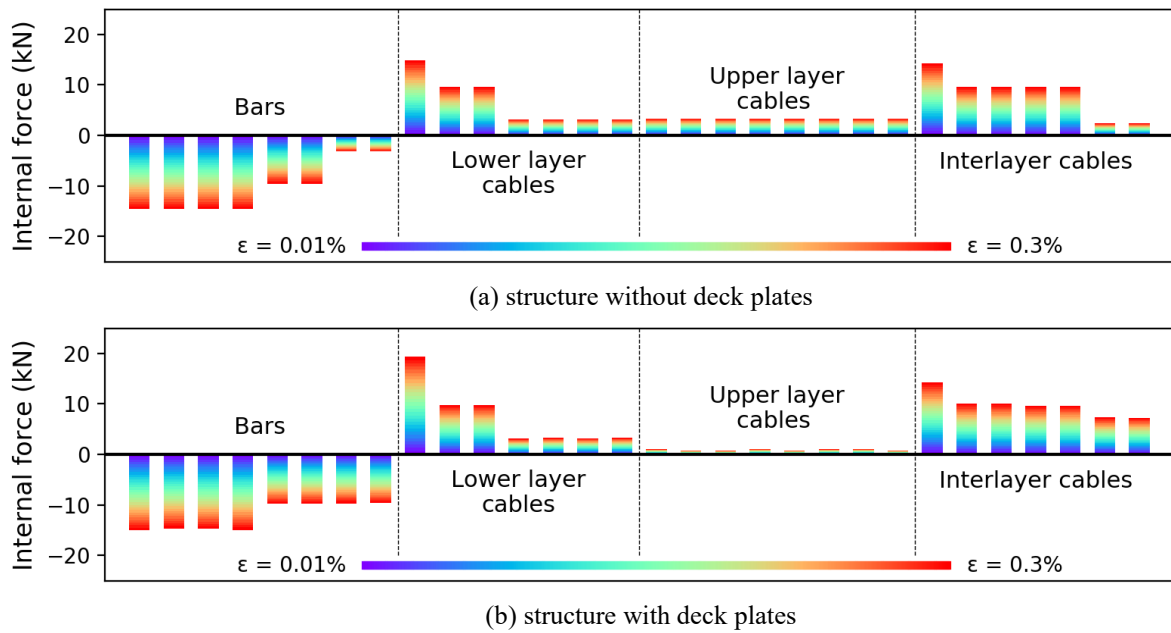 Internal force (kN)
20
10
0
−10
−20
Bars
Lower layer
cables
Upper layer
cables
Interlayer cables
ε = 0.01%
ε = 0.3%
(a) structure without deck plates
Internal force (kN)
20
10
0
−10
−20
Bars
Lower layer
cables
Upper layer
cables
Interlayer cables
ε = 0.01%
ε = 0.3%
(b) structure with deck plates